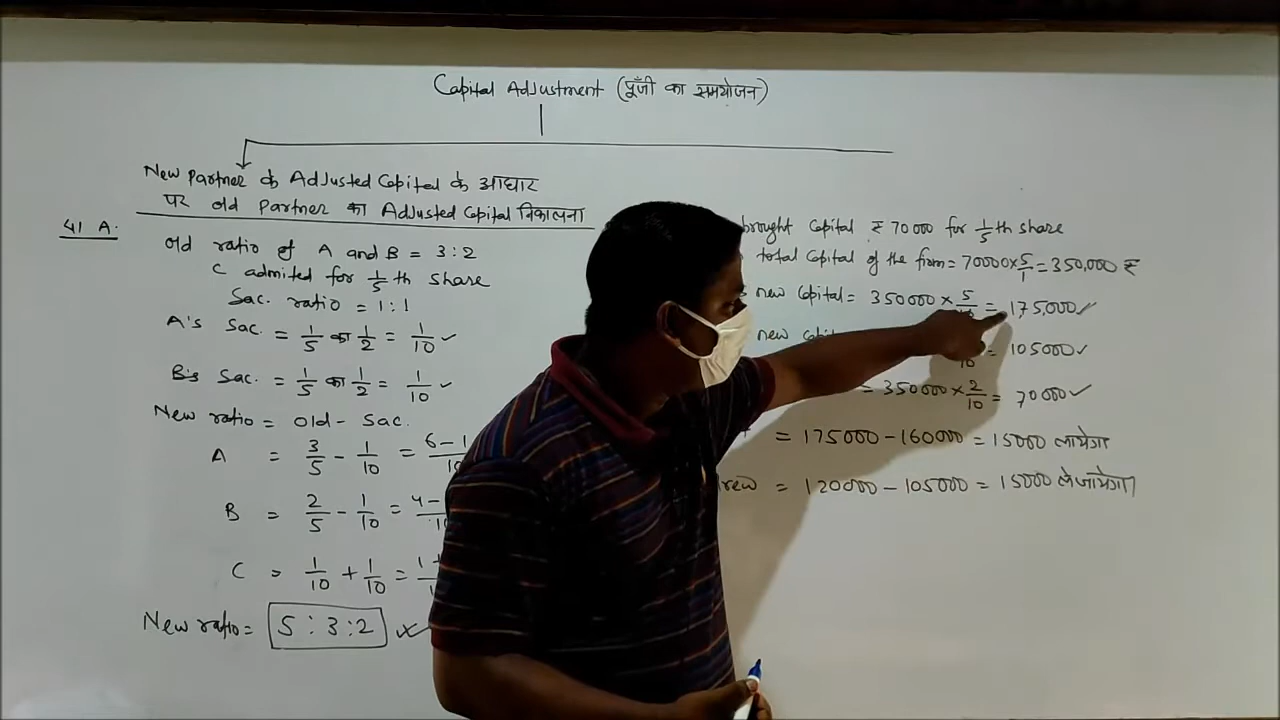 Capital Adjustment (पूँजी का समयोजन)
New Partner के Adjusted Capital के आधार
पर old Partner का Adjusted Capital निकालना
41 A.
Old ratio of A and B = 3:2
C admited for 1/5 th share
Sac. ratio = 1:1
A's Sac. = 1/5 का 1/2 = 1/10 ✓
B's Sac. = 1/5 का 1/2 = 1/10 ✓
New ratio = old - sac.
A = 3/5 - 1/10 = 6-1
B = 2/5 - 1/10 = 4-
C = 1/10 + 1/10 =
New ratio = 5:3:2
brought Capital ₹ 70000 for 1/5 th share
total Capital of the firm = 70000 × 5/1 = 350,000 ₹
new Capital = 350000 × 5/10 = 175,000 ✓
new = 105000 ✓
= 350000 × 2/10 = 70000 ✓
= 175000 - 160000 = 15000 लायेगा
= 120000 - 105000 = 15000 ले जायेगा।